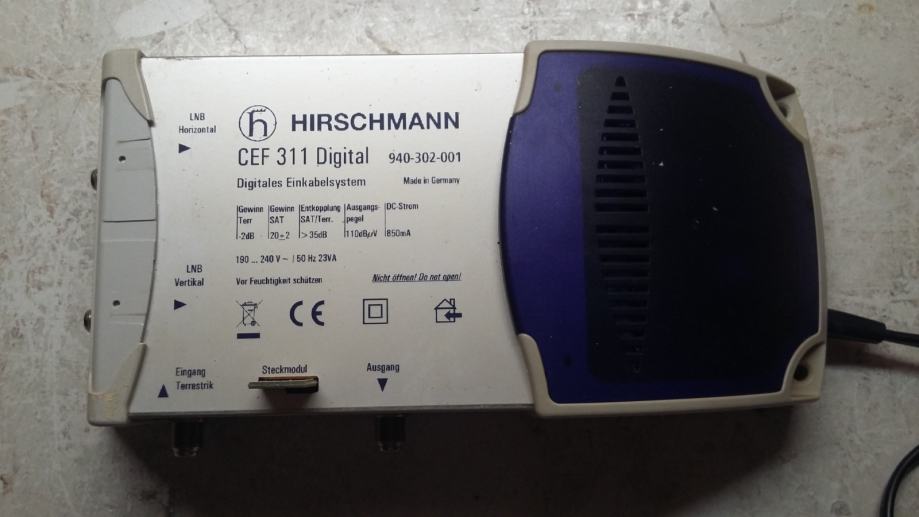 LNB
Horizontal
HIRSCHMANN
CEF 311 Digital 940-302-001
Digitales Einkabelsystem Made in Germany
Gewinn Gewinn Entkopplung Ausgangs- DC-Strom
Terr SAT SAT/Terr. pegel
-2dB 20±2 >35dB 110dBµV 850mA
190 ... 240 V~ / 50 Hz 23VA
LNB
Vertikal
Vor Feuchtigkeit schützen Nicht öffnen! Do not open!
CE
Eingang
Terrestrik
Steckmodul
Ausgang